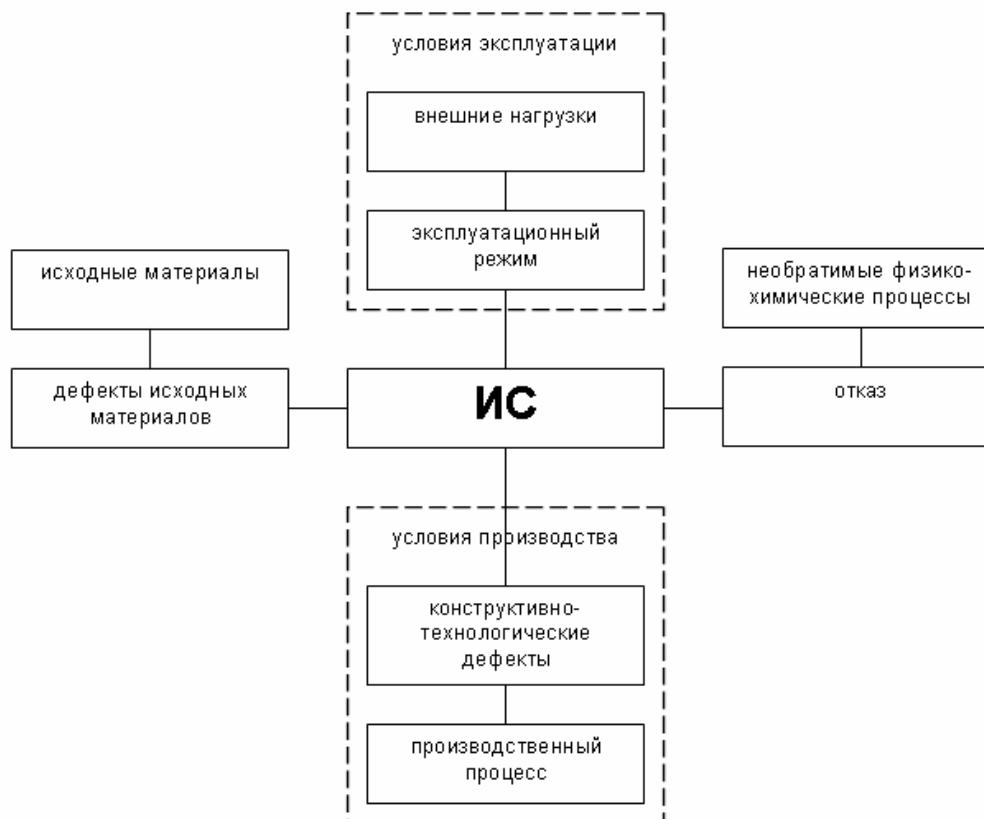 условия эксплуатации
внешние нагрузки
эксплуатационный
режим
исходные материалы
необратимые физико-
химические процессы
дефекты исходных
материалов
ИС
отказ
условия производства
конструктивно-
технологические
дефекты
производственный
процесс